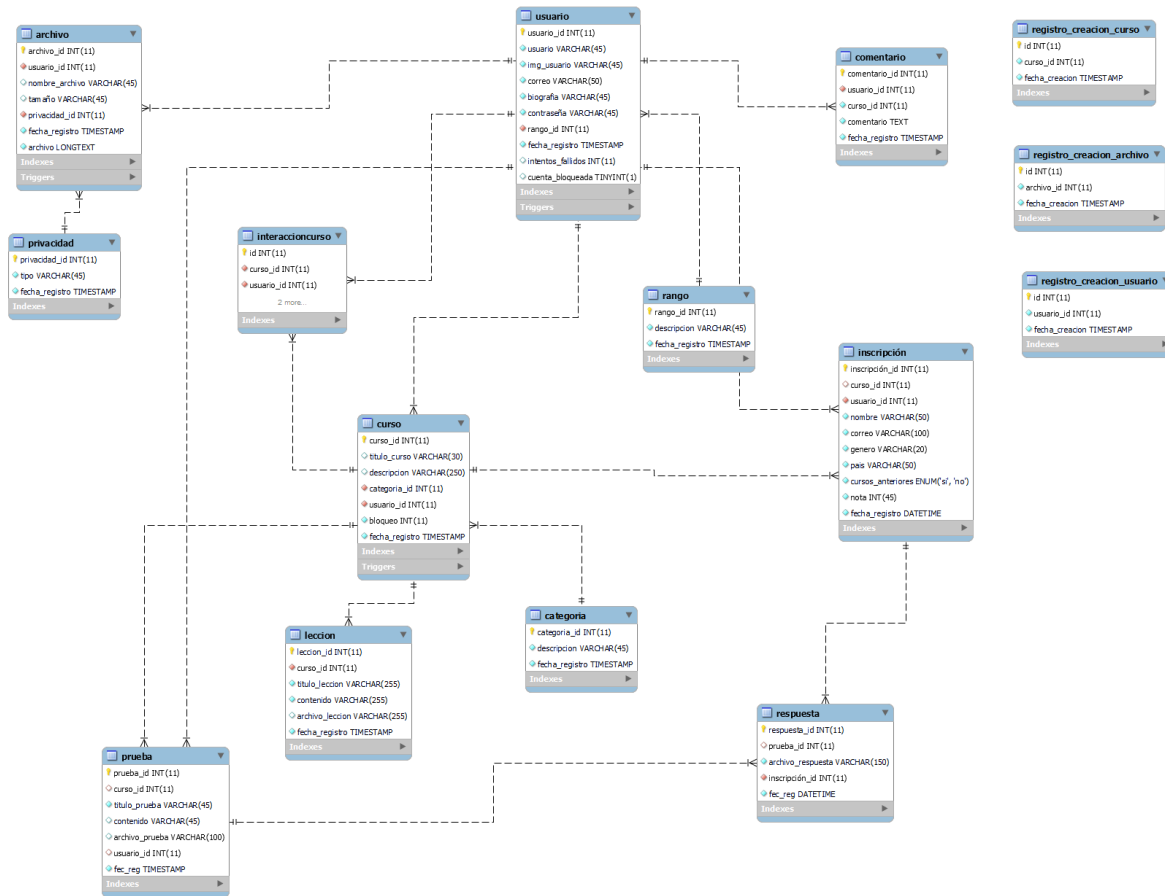 archivo
archivo_id INT(11)
usuario_id INT(11)
nombre_archivo VARCHAR(45)
tamaño VARCHAR(45)
privacidad_id INT(11)
fecha_registro TIMESTAMP
archivo LONGTEXT
Indexes
Triggers
usuario
usuario_id INT(11)
usuario VARCHAR(45)
img_usuario VARCHAR(45)
correo VARCHAR(50)
biografia VARCHAR(45)
contraseña VARCHAR(45)
rango_id INT(11)
fecha_registro TIMESTAMP
intentos_fallidos INT(11)
cuenta_bloqueada TINYINT(1)
Indexes
Triggers
comentario
comentario_id INT(11)
usuario_id INT(11)
curso_id INT(11)
comentario TEXT
fecha_registro TIMESTAMP
Indexes
registro_creacion_curso
id INT(11)
curso_id INT(11)
fecha_creacion TIMESTAMP
Indexes
registro_creacion_archivo
id INT(11)
archivo_id INT(11)
fecha_creacion TIMESTAMP
Indexes
registro_creacion_usuario
id INT(11)
usuario_id INT(11)
fecha_creacion TIMESTAMP
Indexes
privacidad
privacidad_id INT(11)
tipo VARCHAR(45)
fecha_registro TIMESTAMP
Indexes
interaccioncurso
id INT(11)
curso_id INT(11)
usuario_id INT(11)
2 more...
Indexes
rango
rango_id INT(11)
descripcion VARCHAR(45)
fecha_registro TIMESTAMP
Indexes
inscripción
inscripción_id INT(11)
curso_id INT(11)
usuario_id INT(11)
nombre VARCHAR(50)
correo VARCHAR(100)
genero VARCHAR(20)
pais VARCHAR(50)
cursos_anteriores ENUM('si', 'no')
nota INT(45)
fecha_registro DATETIME
Indexes
curso
curso_id INT(11)
titulo_curso VARCHAR(30)
descripcion VARCHAR(250)
categoria_id INT(11)
usuario_id INT(11)
bloqueo INT(11)
fecha_registro TIMESTAMP
Indexes
Triggers
leccion
leccion_id INT(11)
curso_id INT(11)
titulo_leccion VARCHAR(255)
contenido VARCHAR(255)
archivo_leccion VARCHAR(255)
fecha_registro TIMESTAMP
Indexes
categoria
categoria_id INT(11)
descripcion VARCHAR(45)
fecha_registro TIMESTAMP
Indexes
prueba
prueba_id INT(11)
curso_id INT(11)
titulo_prueba VARCHAR(45)
contenido VARCHAR(45)
archivo_prueba VARCHAR(100)
usuario_id INT(11)
fec_reg TIMESTAMP
Indexes
respuesta
respuesta_id INT(11)
prueba_id INT(11)
archivo_respuesta VARCHAR(150)
inscripción_id INT(11)
fec_reg DATETIME
Indexes